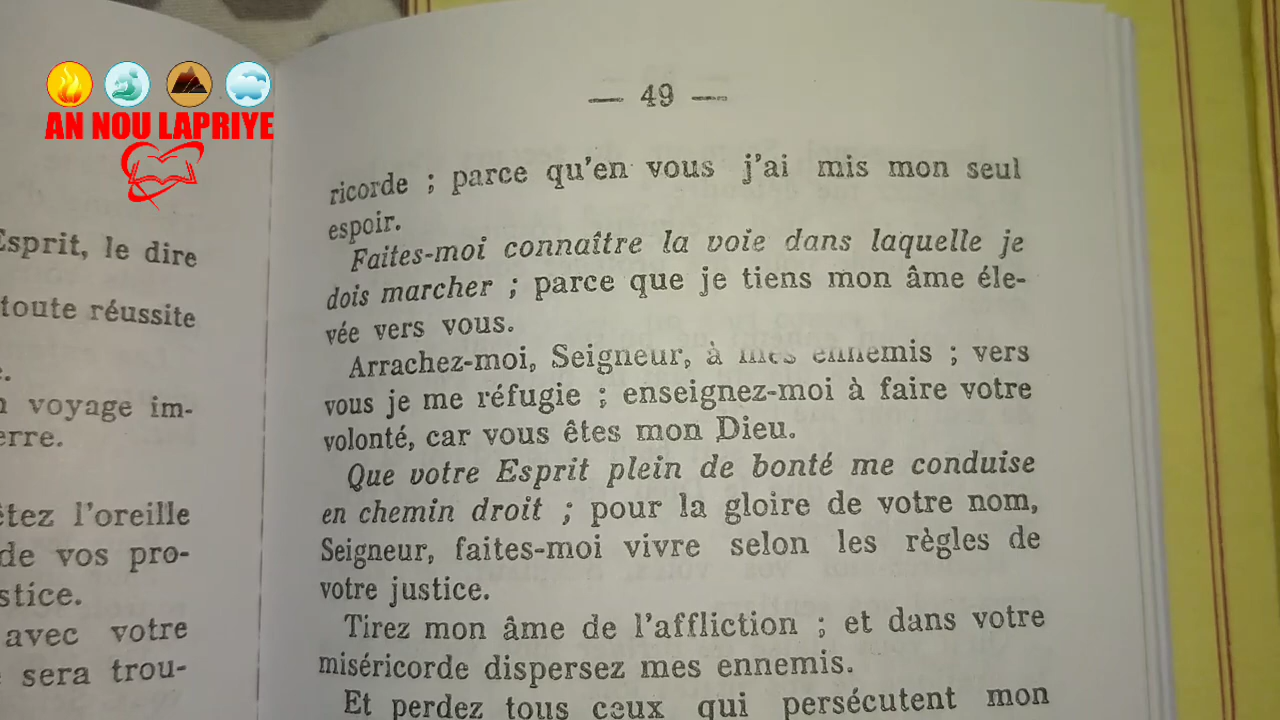 AN NOU LAPRIYE
Esprit, le dire
toute réussite
voyage im-
erre.
l'oreille
de vos pro-
stice.
avec votre
sera trou-
— 49 —
ricorde ; parce qu'en vous j'ai mis mon seul
espoir.
Faites-moi connaître la voie dans laquelle je
dois marcher ; parce que je tiens mon âme éle-
vée vers vous.
Arrachez-moi, Seigneur, à mes ennemis ; vers
vous je me réfugie ; enseignez-moi à faire votre
volonté, car vous êtes mon Dieu.
Que votre Esprit plein de bonté me conduise
en chemin droit ; pour la gloire de votre nom,
Seigneur, faites-moi vivre selon les règles de
votre justice.
Tirez mon âme de l'affliction ; et dans votre
miséricorde dispersez mes ennemis.
Et perdez tous ceux qui persécutent mon